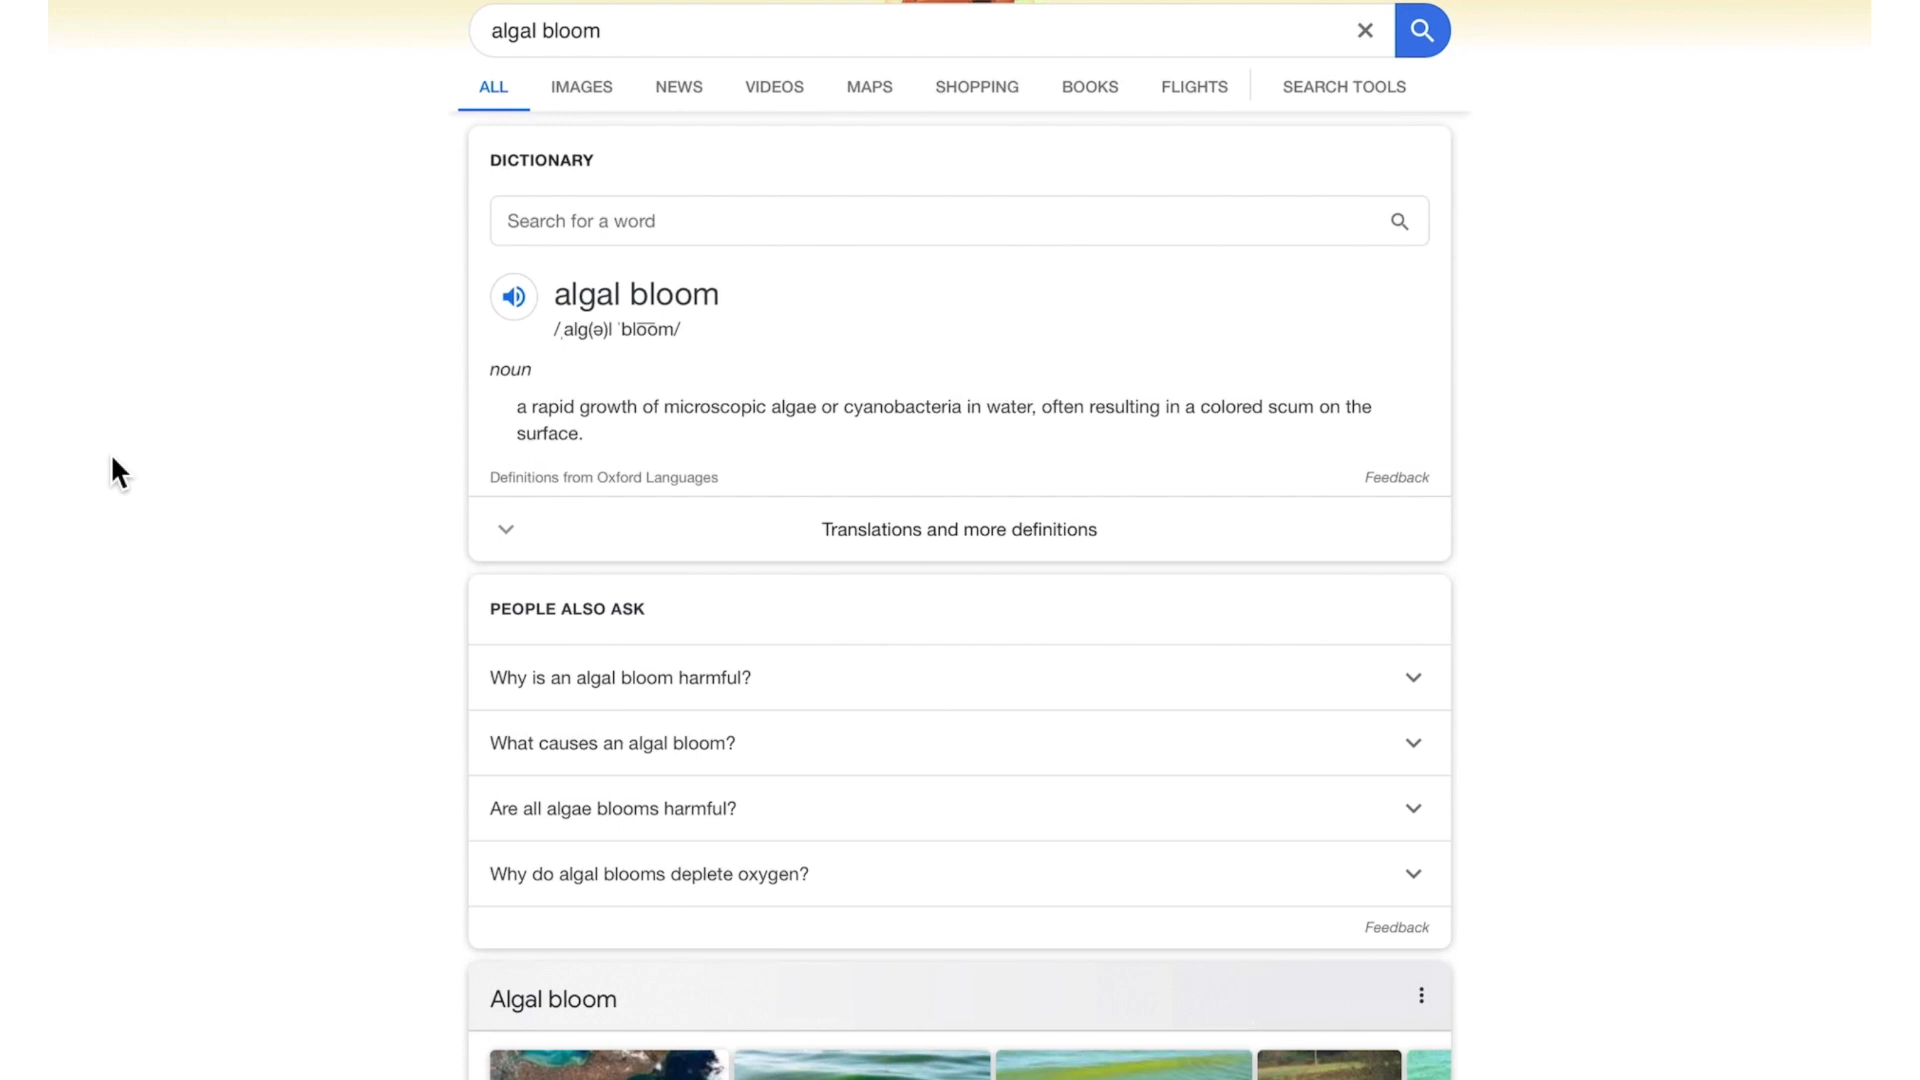 algal bloom
ALL IMAGES NEWS VIDEOS MAPS SHOPPING BOOKS FLIGHTS SEARCH TOOLS
DICTIONARY
Search for a word
algal bloom
/ˌalɡ(ə)l ˈblo͞om/
noun
a rapid growth of microscopic algae or cyanobacteria in water, often resulting in a colored scum on the
surface.
Definitions from Oxford Languages Feedback
Translations and more definitions
PEOPLE ALSO ASK
Why is an algal bloom harmful?
What causes an algal bloom?
Are all algae blooms harmful?
Why do algal blooms deplete oxygen?
Feedback
Algal bloom